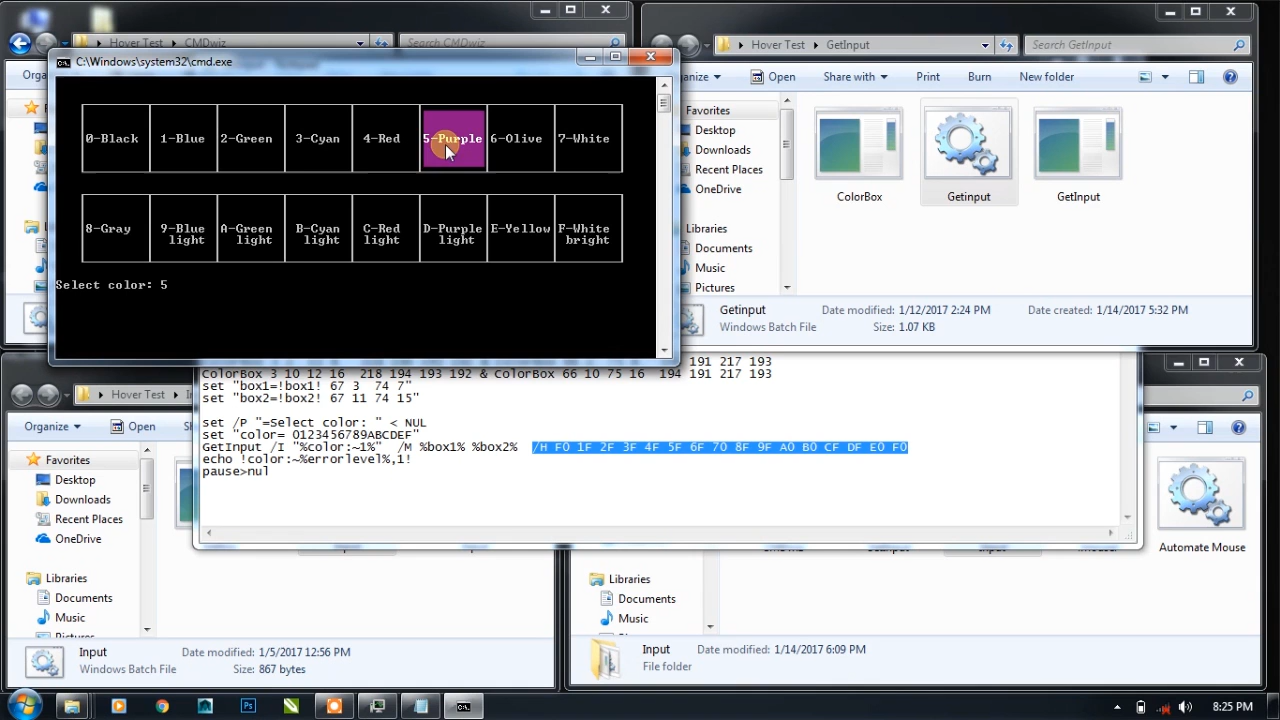 Hover Test
CMDwiz
Search CMDwiz
Hover Test
GetInput
Search GetInput
C:\Windows\system32\cmd.exe
0-Black 1-Blue 2-Green 3-Cyan 4-Red 5-Purple 6-Olive 7-White
8-Gray 9-Blue A-Green B-Cyan C-Red D-Purple E-Yellow F-White
light light light light light bright
Select color: 5
Open
Share with
Print
Burn
New folder
Favorites
Desktop
Downloads
Recent Places
OneDrive
Libraries
Documents
Music
Pictures
ColorBox
Getinput
GetInput
Getinput
Date modified: 1/12/2017 2:24 PM
Date created: 1/14/2017 5:32 PM
Windows Batch File
Size: 1.07 KB
191 217 193
ColorBox 3 10 12 16 218 194 193 192 & ColorBox 66 10 75 16 194 191 217 193
set "box1=!box1! 67 3 74 7"
set "box2=!box2! 67 11 74 15"
set /P "=Select color: " < NUL
set "color= 0123456789ABCDEF"
GetInput /I "%color:~1%" /M %box1% %box2% /H F0 1F 2F 3F 4F 5F 6F 70 8F 9F A0 B0 CF DF E0 F0
echo !color:~%errorlevel%,1!
pause>nul
Hover Test
Organize
Open
Favorites
Desktop
Downloads
Recent Places
OneDrive
Libraries
Documents
Music
Input
Date modified: 1/5/2017 12:56 PM
Windows Batch File
Size: 867 bytes
Automate Mouse
Libraries
Documents
Music
Input
Date modified: 1/14/2017 6:09 PM
File folder
8:25 PM